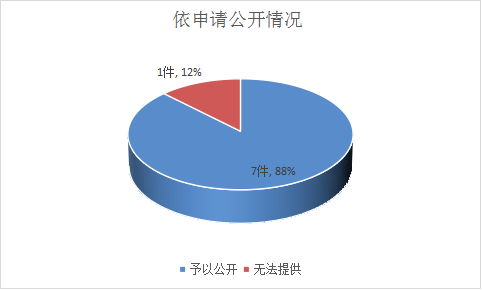 依申请公开情况
1件, 12%
7件, 88%
予以公开 无法提供